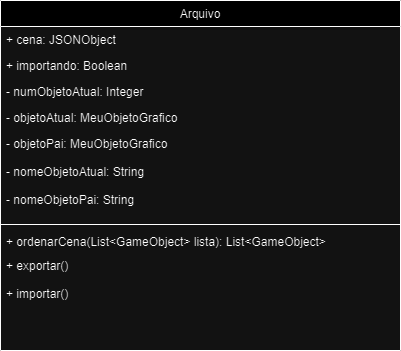 Arquivo
+ cena: JSONObject
+ importando: Boolean
- numObjetoAtual: Integer
- objetoAtual: MeuObjetoGrafico
- objetoPai: MeuObjetoGrafico
- nomeObjetoAtual: String
- nomeObjetoPai: String
+ ordenarCena(List<GameObject> lista): List<GameObject>
+ exportar()
+ importar()